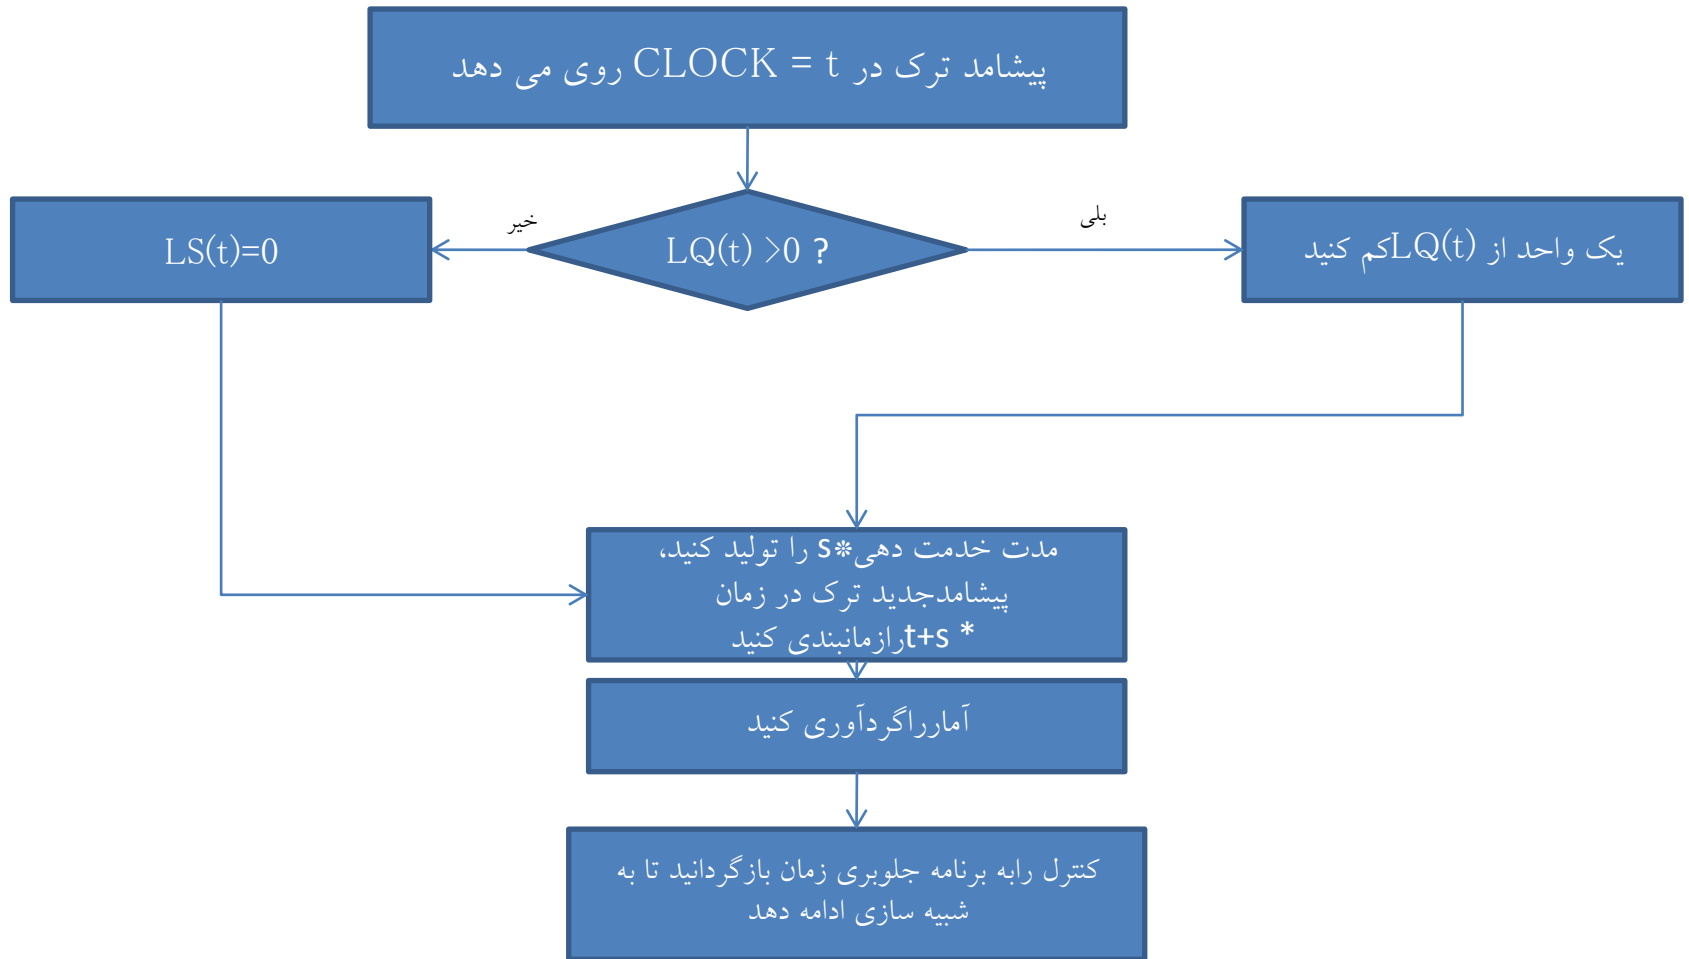 پیشامد ترک در CLOCK = t روی می دهد
بلی
خیر
یک واحد از LQ(t)کم کنید
LQ(t) >0 ?
LS(t)=0
مدت خدمت دهی*s را تولید کنید،
پیشامدجدید ترک در زمان
t+s *رازمانبندی کنید
آمارراگردآوری کنید
کنترل رابه برنامه جلوبری زمان بازگردانید تا به
شبیه سازی ادامه دهد